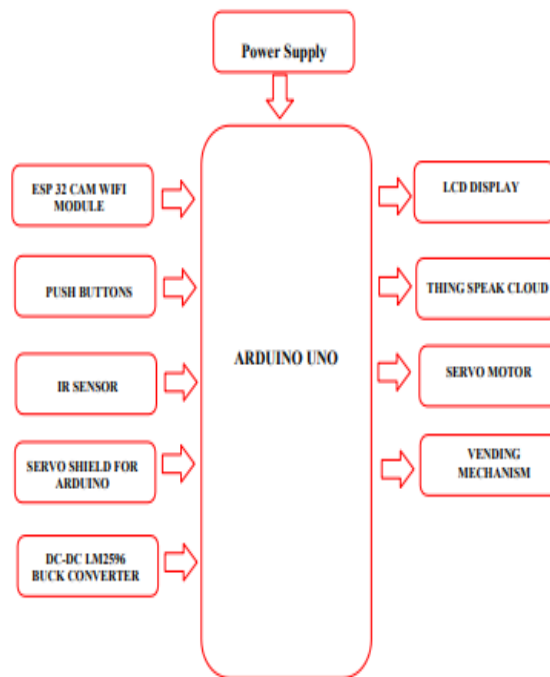 Power Supply
ESP 32 CAM WIFI
MODULE
PUSH BUTTONS
IR SENSOR
SERVO SHIELD FOR
ARDUINO
DC-DC LM2596
BUCK CONVERTER
ARDUINO UNO
LCD DISPLAY
THING SPEAK CLOUD
SERVO MOTOR
VENDING
MECHANISM